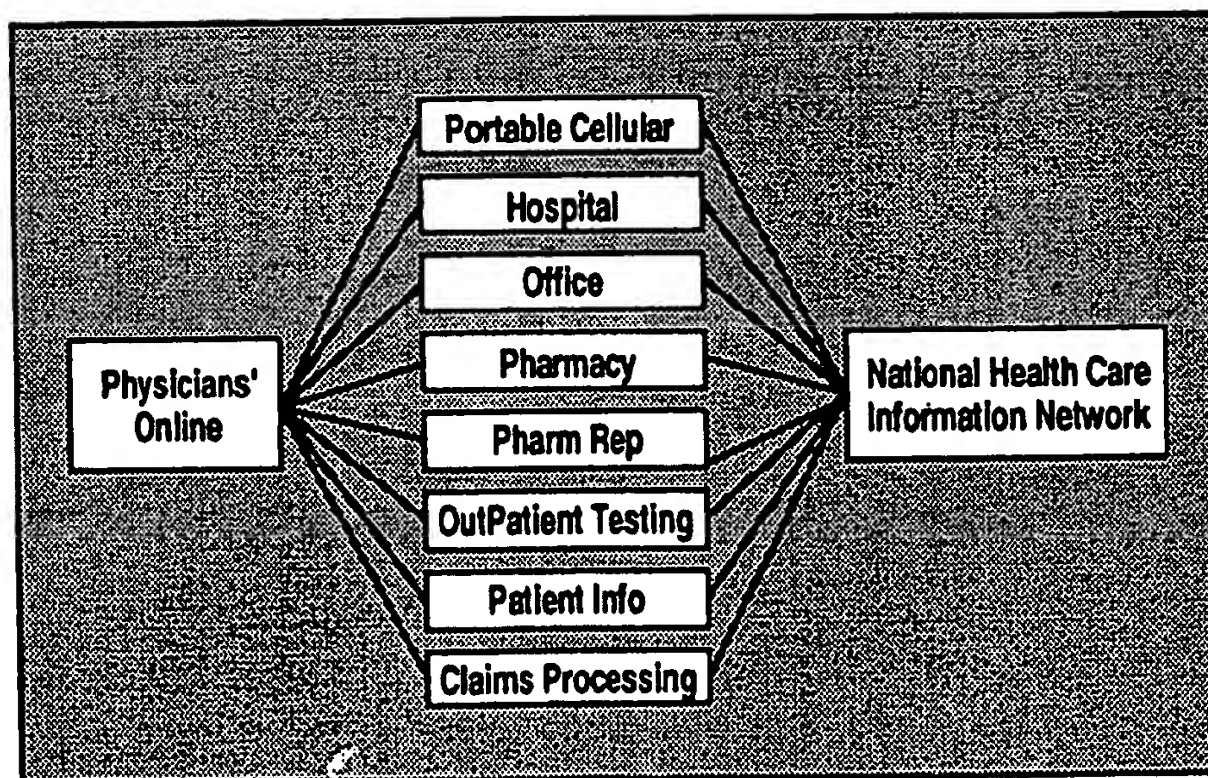 Portable Cellular
Hospital
Office
Pharmacy
Pharm Rep
OutPatient Testing
Patient Info
Claims Processing
Physicians'
Online
National Health Care
Information Network